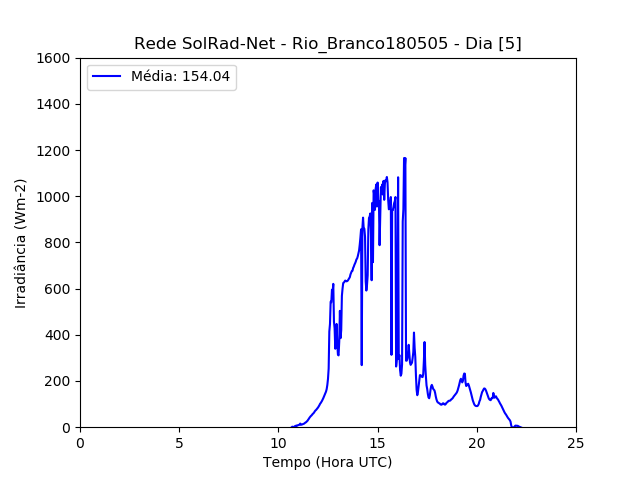 Rede SolRad-Net - Rio_Branco180505 - Dia [5]
Média: 154.04
1600
1400
1200
1000
800
600
400
200
0
Irradiância (Wm-2)
0 5 10 15 20 25
Tempo (Hora UTC)